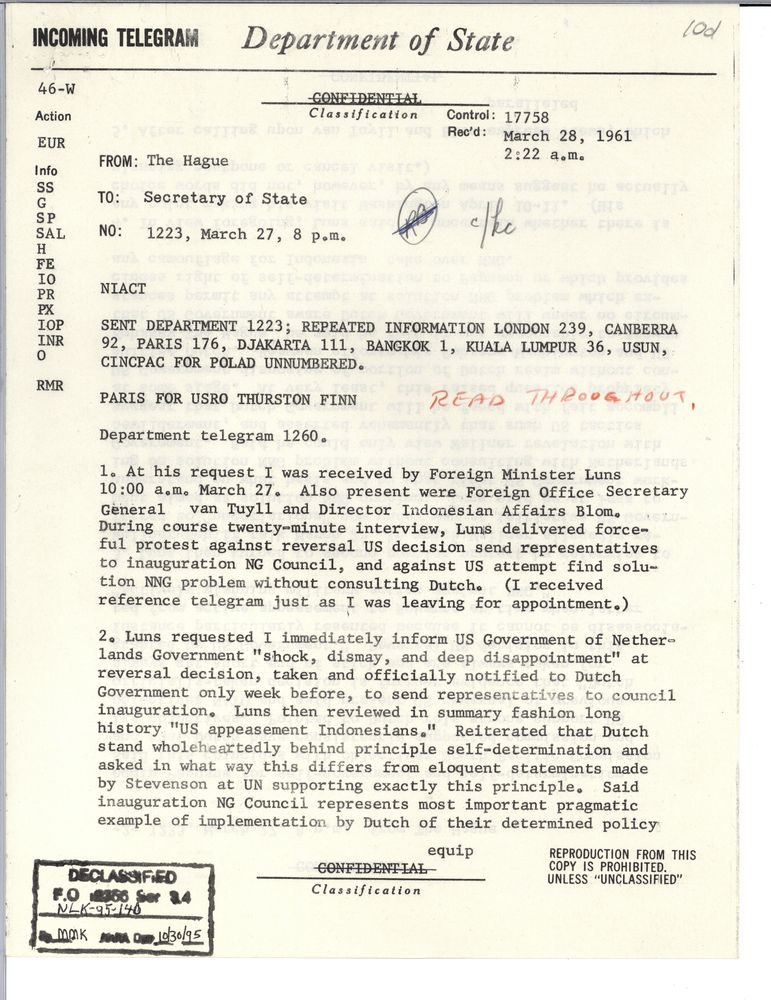 10d
INCOMING TELEGRAM Department of State
46-W
CONFIDENTIAL
Classification
Action
Control: 17758
Rec'd: March 28, 1961
2:22 a.m.
EUR
FROM: The Hague
Info
SS
G
SP
SAL
H
FE
IO
PR
PX
IOP
INR
O
RMR
TO: Secretary of State
NO: 1223, March 27, 8 p.m.
NIACT
SENT DEPARTMENT 1223; REPEATED INFORMATION LONDON 239, CANBERRA
92, PARIS 176, DJAKARTA 111, BANGKOK 1, KUALA LUMPUR 36, USUN,
CINCPAC FOR POLAD UNNUMBERED.
PARIS FOR USRO THURSTON FINN
READ THROUGHOUT.
Department telegram 1260.
1. At his request I was received by Foreign Minister Luns
10:00 a.m. March 27. Also present were Foreign Office Secretary
General van Tuyll and Director Indonesian Affairs Blom.
During course twenty-minute interview, Luns delivered force-
ful protest against reversal US decision send representatives
to inauguration NG Council, and against US attempt find solu-
tion NNG problem without consulting Dutch. (I received
reference telegram just as I was leaving for appointment.)
2. Luns requested I immediately inform US Government of Nether-
lands Government "shock, dismay, and deep disappointment" at
reversal decision, taken and officially notified to Dutch
Government only week before, to send representatives to council
inauguration. Luns then reviewed in summary fashion long
history "US appeasement Indonesians." Reiterated that Dutch
stand wholeheartedly behind principle self-determination and
asked in what way this differs from eloquent statements made
by Stevenson at UN supporting exactly this principle. Said
inauguration NG Council represents most important pragmatic
example of implementation by Dutch of their determined policy
equip
CONFIDENTIAL
Classification
REPRODUCTION FROM THIS
COPY IS PROHIBITED.
UNLESS "UNCLASSIFIED"
DECLASSIFIED
NLK-95-140
MMK 10/30/95